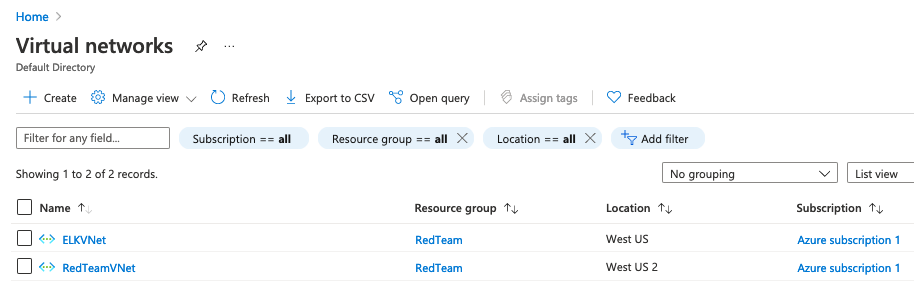 Home >
Virtual networks ...
Default Directory
+ Create Manage view Refresh Export to CSV Open query Assign tags Feedback
Filter for any field... Subscription == all Resource group == all Location == all Add filter
Showing 1 to 2 of 2 records. No grouping List view
Name ↑↓ Resource group ↑↓ Location ↑↓ Subscription ↑↓
ELKVNet RedTeam West US Azure subscription 1
RedTeamVNet RedTeam West US 2 Azure subscription 1